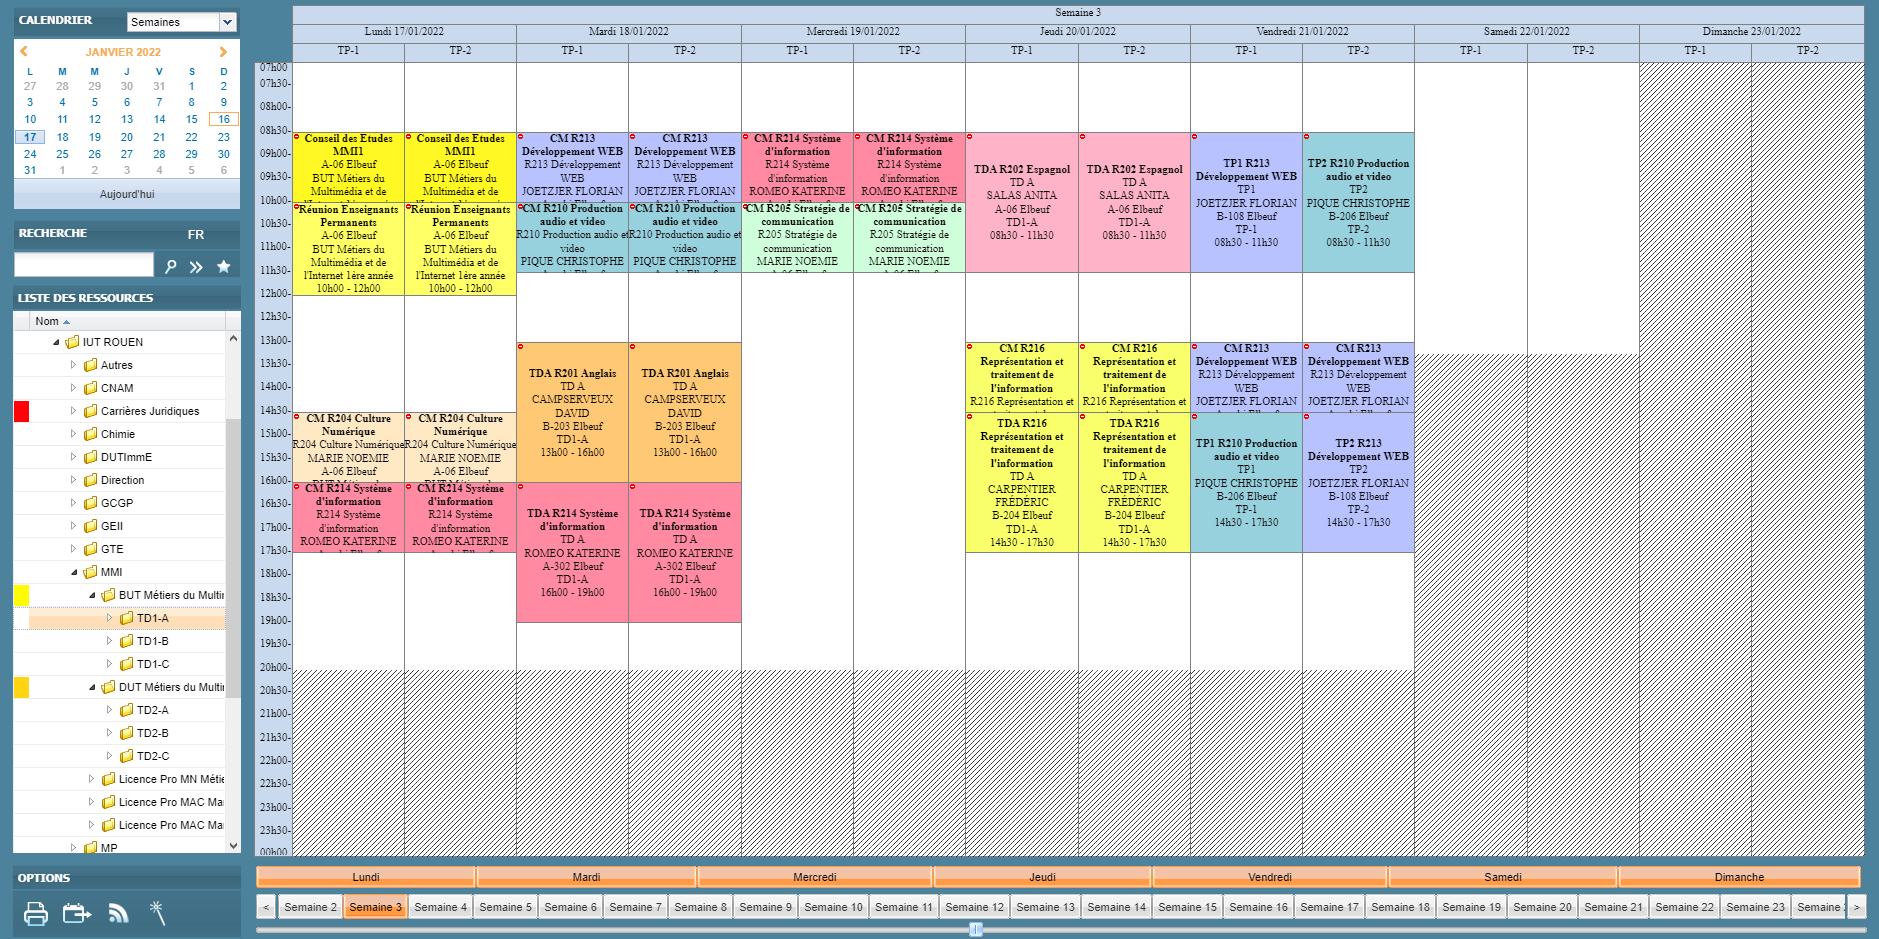 CALENDRIER
Semaines
JANVIER 2022
L M M J V S D
27 28 29 30 31 1 2
3 4 5 6 7 8 9
10 11 12 13 14 15 16
17 18 19 20 21 22 23
24 25 26 27 28 29 30
31 1 2 3 4 5 6
Aujourd'hui
RECHERCHE FR
LISTE DES RESSOURCES
Nom
IUT ROUEN
Autres
CNAM
Carrières Juridiques
Chimie
DUTImmE
Direction
GCGP
GEII
GTE
MMI
BUT Métiers du Multi
TD1-A
TD1-B
TD1-C
DUT Métiers du Multi
TD2-A
TD2-B
TD2-C
Licence Pro MN Métie
Licence Pro MAC Ma
Licence Pro MAC Ma
MP
OPTIONS
Semaine 3
Lundi 17/01/2022 Mardi 18/01/2022 Mercredi 19/01/2022 Jeudi 20/01/2022 Vendredi 21/01/2022 Samedi 22/01/2022 Dimanche 23/01/2022
TP-1 TP-2 TP-1 TP-2 TP-1 TP-2 TP-1 TP-2 TP-1 TP-2 TP-1 TP-2 TP-1 TP-2
07h00
07h30-
08h00-
08h30-
09h00-
09h30-
10h00-
10h30-
11h00-
11h30-
12h00-
12h30-
13h00-
13h30-
14h00-
14h30-
15h00-
15h30-
16h00-
16h30-
17h00-
17h30-
18h00-
18h30-
19h00-
19h30-
20h00-
20h30-
21h00-
21h30-
22h00-
22h30-
23h00-
23h30-
00h00
Conseil des Etudes
MMI1
A-06 Elbeuf
BUT Métiers du
Multimédia et de
Conseil des Etudes
MMI1
A-06 Elbeuf
BUT Métiers du
Multimédia et de
Réunion Enseignants
Permanents
A-06 Elbeuf
BUT Métiers du
Multimédia et de
l'Internet 1ère année
10h00 - 12h00
Réunion Enseignants
Permanents
A-06 Elbeuf
BUT Métiers du
Multimédia et de
l'Internet 1ère année
10h00 - 12h00
CM R204 Culture
Numérique
R204 Culture Numérique
MARIE NOEMIE
A-06 Elbeuf
CM R204 Culture
Numérique
R204 Culture Numérique
MARIE NOEMIE
A-06 Elbeuf
CM R214 Système
d'information
R214 Système
d'information
ROMEO KATERINE
CM R214 Système
d'information
R214 Système
d'information
ROMEO KATERINE
CM R213
Développement WEB
R213 Développement
WEB
JOETZJER FLORIAN
CM R213
Développement WEB
R213 Développement
WEB
JOETZJER FLORIAN
CM R210 Production
audio et video
R210 Production audio et
video
PIQUE CHRISTOPHE
CM R210 Production
audio et video
R210 Production audio et
video
PIQUE CHRISTOPHE
TDA R201 Anglais
TD A
CAMPSERVEUX
DAVID
B-203 Elbeuf
TD1-A
13h00 - 16h00
TDA R201 Anglais
TD A
CAMPSERVEUX
DAVID
B-203 Elbeuf
TD1-A
13h00 - 16h00
TDA R214 Système
d'information
TD A
ROMEO KATERINE
A-302 Elbeuf
TD1-A
16h00 - 19h00
TDA R214 Système
d'information
TD A
ROMEO KATERINE
A-302 Elbeuf
TD1-A
16h00 - 19h00
CM R214 Système
d'information
R214 Système
d'information
ROMEO KATERINE
CM R214 Système
d'information
R214 Système
d'information
ROMEO KATERINE
CM R205 Stratégie de
communication
R205 Stratégie de
communication
MARIE NOEMIE
A-06 Elbeuf
CM R205 Stratégie de
communication
R205 Stratégie de
communication
MARIE NOEMIE
A-06 Elbeuf
TDA R202 Espagnol
TD A
SALAS ANITA
A-06 Elbeuf
TD1-A
08h30 - 11h30
TDA R202 Espagnol
TD A
SALAS ANITA
A-06 Elbeuf
TD1-A
08h30 - 11h30
CM R216
Représentation et
traitement de
l'information
R216 Représentation et
CM R216
Représentation et
traitement de
l'information
R216 Représentation et
TDA R216
Représentation et
traitement de
l'information
TD A
CARPENTIER
FRÉDÉRIC
B-204 Elbeuf
TD1-A
14h30 - 17h30
TDA R216
Représentation et
traitement de
l'information
TD A
CARPENTIER
FRÉDÉRIC
B-204 Elbeuf
TD1-A
14h30 - 17h30
TP1 R213
Développement WEB
TP1
JOETZJER FLORIAN
B-108 Elbeuf
TP-1
08h30 - 11h30
TP2 R210 Production
audio et video
TP2
PIQUE CHRISTOPHE
B-206 Elbeuf
TP-2
08h30 - 11h30
CM R213
Développement WEB
R213 Développement
WEB
JOETZJER FLORIAN
CM R213
Développement WEB
R213 Développement
WEB
JOETZJER FLORIAN
TP1 R210 Production
audio et video
TP1
PIQUE CHRISTOPHE
B-206 Elbeuf
TP-1
14h30 - 17h30
TP2 R213
Développement WEB
TP2
JOETZJER FLORIAN
B-108 Elbeuf
TP-2
14h30 - 17h30
Lundi Mardi Mercredi Jeudi Vendredi Samedi Dimanche
< Semaine 2 Semaine 3 Semaine 4 Semaine 5 Semaine 6 Semaine 7 Semaine 8 Semaine 9 Semaine 10 Semaine 11 Semaine 12 Semaine 13 Semaine 14 Semaine 15 Semaine 16 Semaine 17 Semaine 18 Semaine 19 Semaine 20 Semaine 21 Semaine 22 Semaine 23 Semaine >